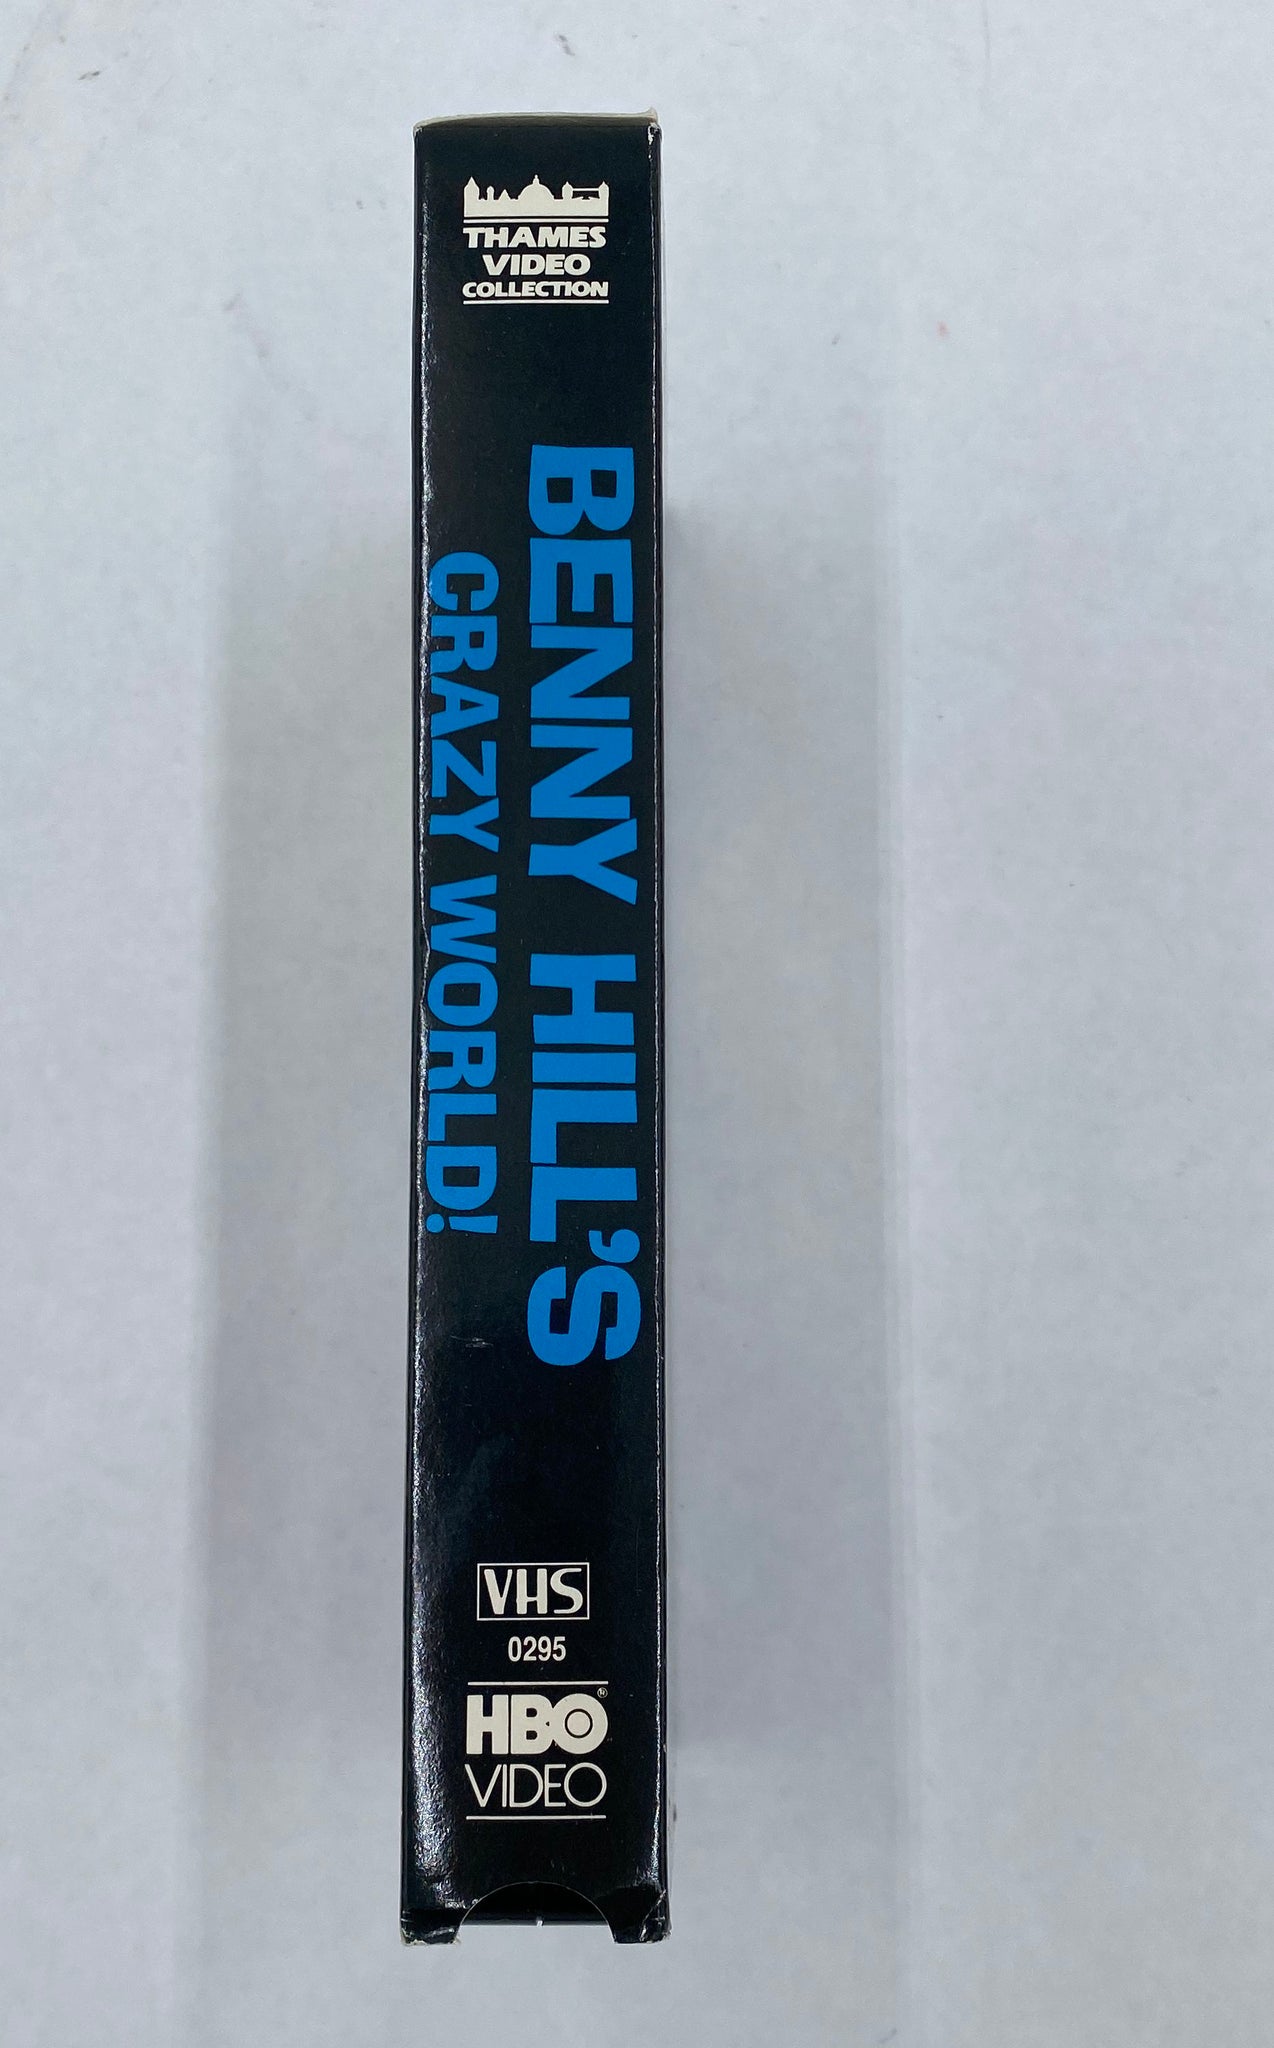 THAMES
VIDEO
COLLECTION
BENNY HILL'S
CRAZY WORLD!
VHS
0295
HBO®
VIDEO